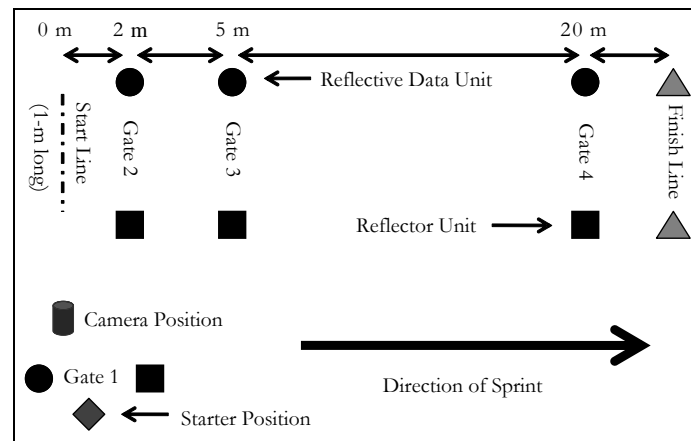 0 m
2 m
5 m
20 m
Reflective Data Unit
Start Line
(1-m long)
Gate 2
Gate 3
Gate 4
Finish Line
Reflector Unit
Camera Position
Gate 1
Direction of Sprint
Starter Position